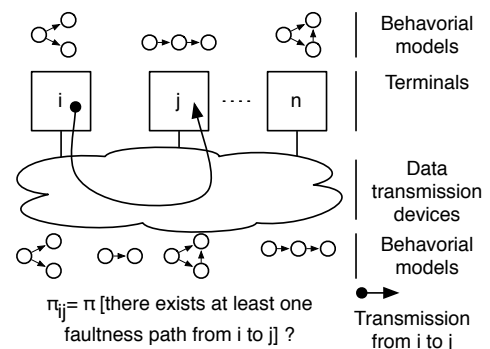 Behavorial
models
i
j
....
n
Terminals
Data
transmission
devices
Behavorial
models
πij= π [there exists at least one
faultness path from i to j] ?
Transmission
from i to j